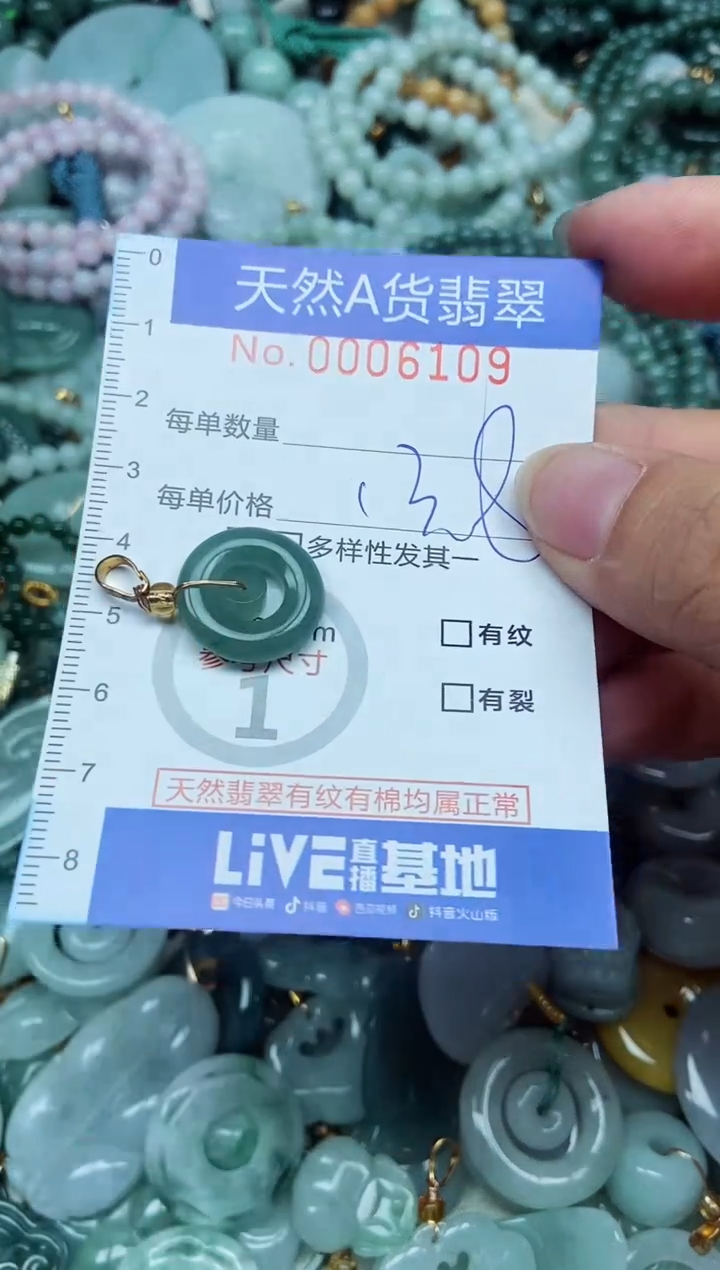 0
天然A货翡翠
1
No. 0006109
2
每单数量
3
每单价格
4
多样性发其一
5
m
□有纹
参考尺寸
6
1
□有裂
7
天然翡翠有纹有棉均属正常
8
LiVE直播基地
今日头条 抖音 西瓜视频 抖音火山版